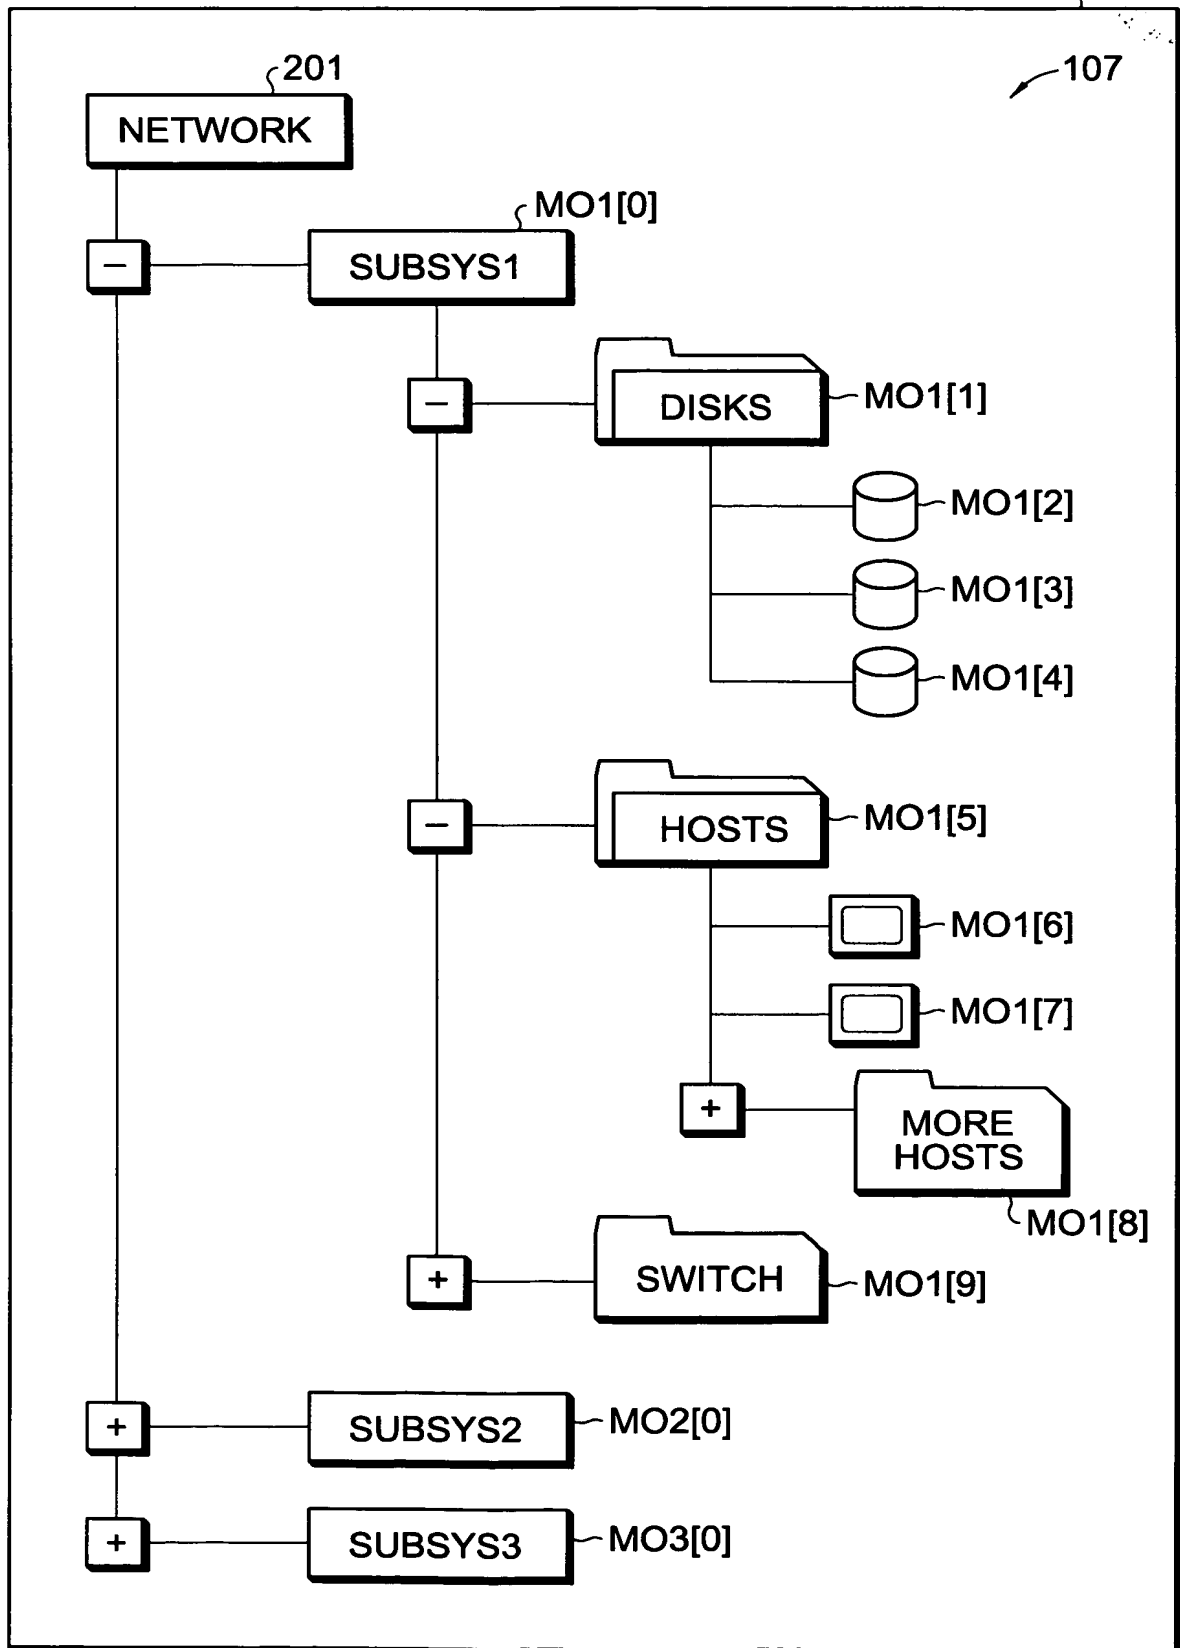 201
107
NETWORK
MO1[0]
−
SUBSYS1
−
DISKS
MO1[1]
MO1[2]
MO1[3]
MO1[4]
−
HOSTS
MO1[5]
MO1[6]
MO1[7]
+
MORE
HOSTS
MO1[8]
+
SWITCH
MO1[9]
+
SUBSYS2
MO2[0]
+
SUBSYS3
MO3[0]